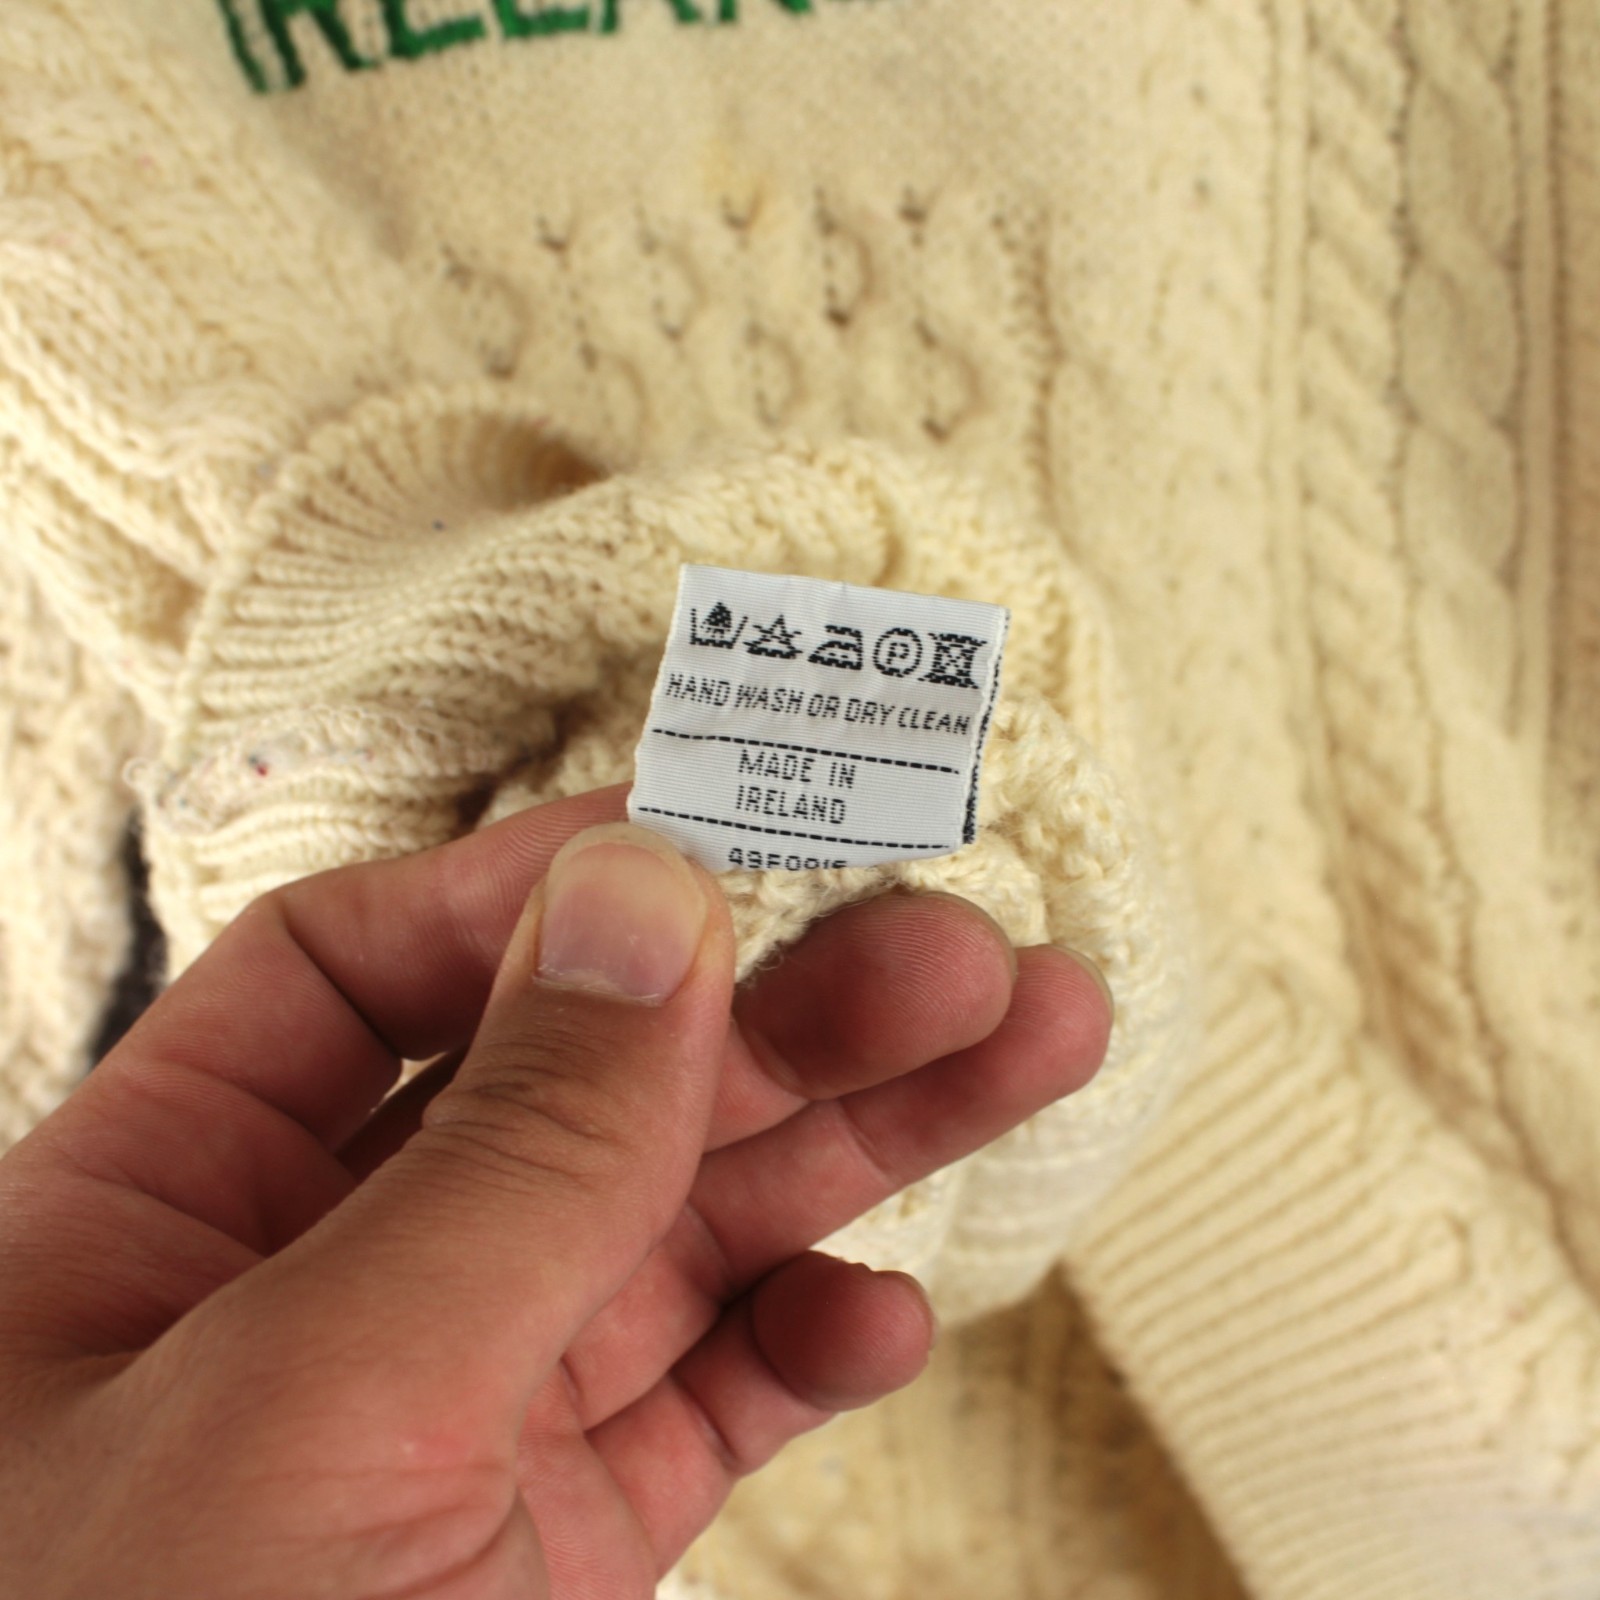 HAND WASH OR DRY CLEAN
MADE IN
IRELAND